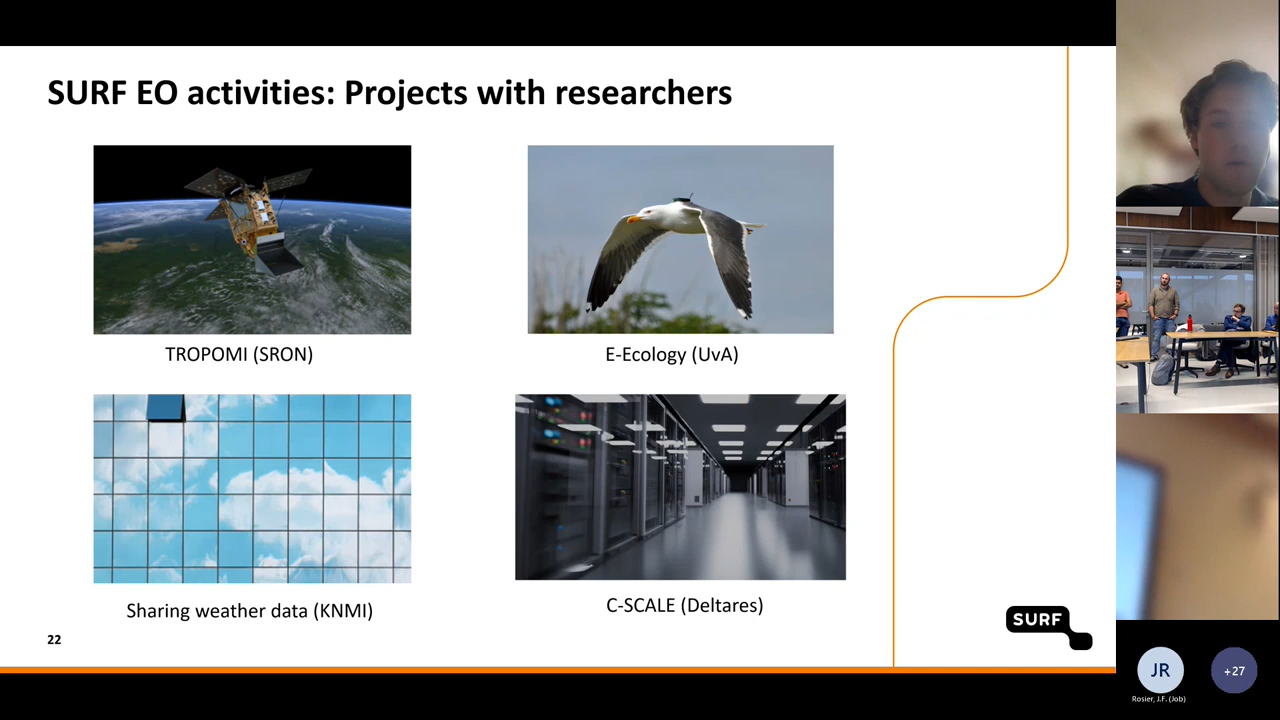 SURF EO activities: Projects with researchers
TROPOMI (SRON)
E-Ecology (UvA)
Sharing weather data (KNMI)
C-SCALE (Deltares)
22
SURF
JR
+27
Rosier, J.F. (Job)